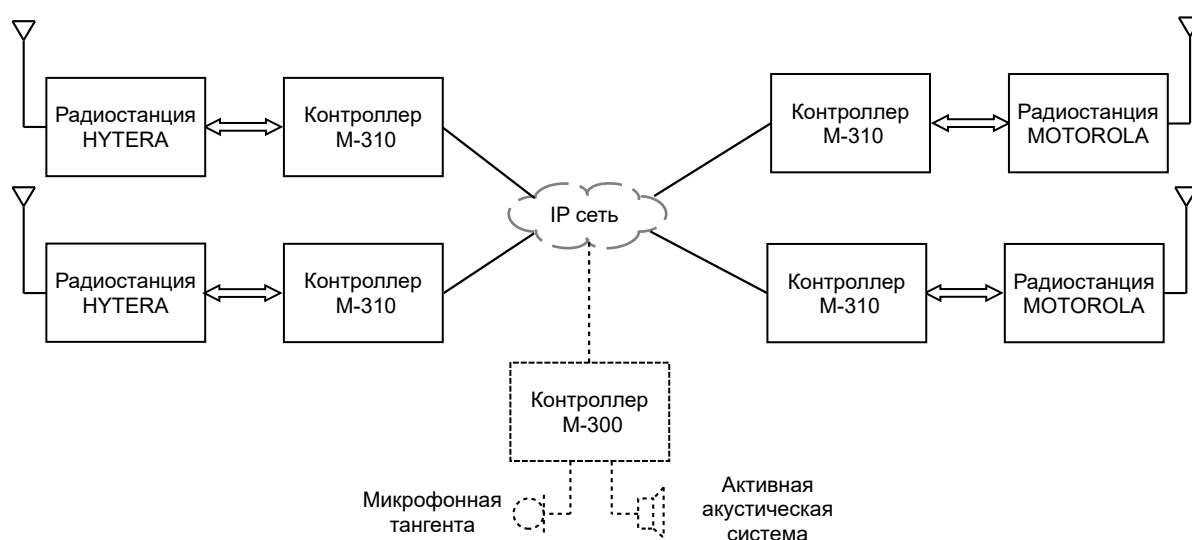 Радиостанция
HYTERA
Контроллер
М-310
Контроллер
М-310
Радиостанция
MOTOROLA
IP сеть
Радиостанция
HYTERA
Контроллер
М-310
Контроллер
М-310
Радиостанция
MOTOROLA
Контроллер
М-300
Микрофонная
тангента
Активная
акустическая
система